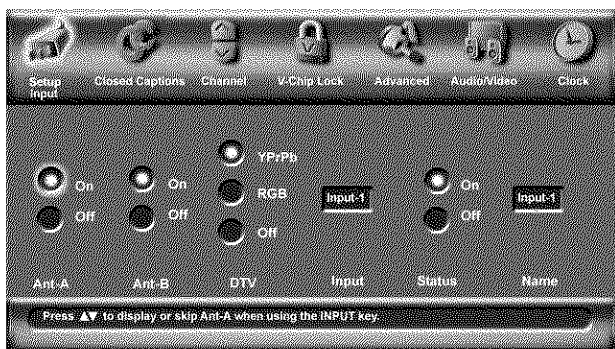 Setup Closed Captions Channel V-Chip Lock Advanced Audio/Video Clock
Input
YPrPb
On On RGB Input-1 On Input-1
Off Off Off Off
Ant-A Ant-B DTV Input Status Name
Press ▲▼ to display or skip Ant-A when using the INPUT key.